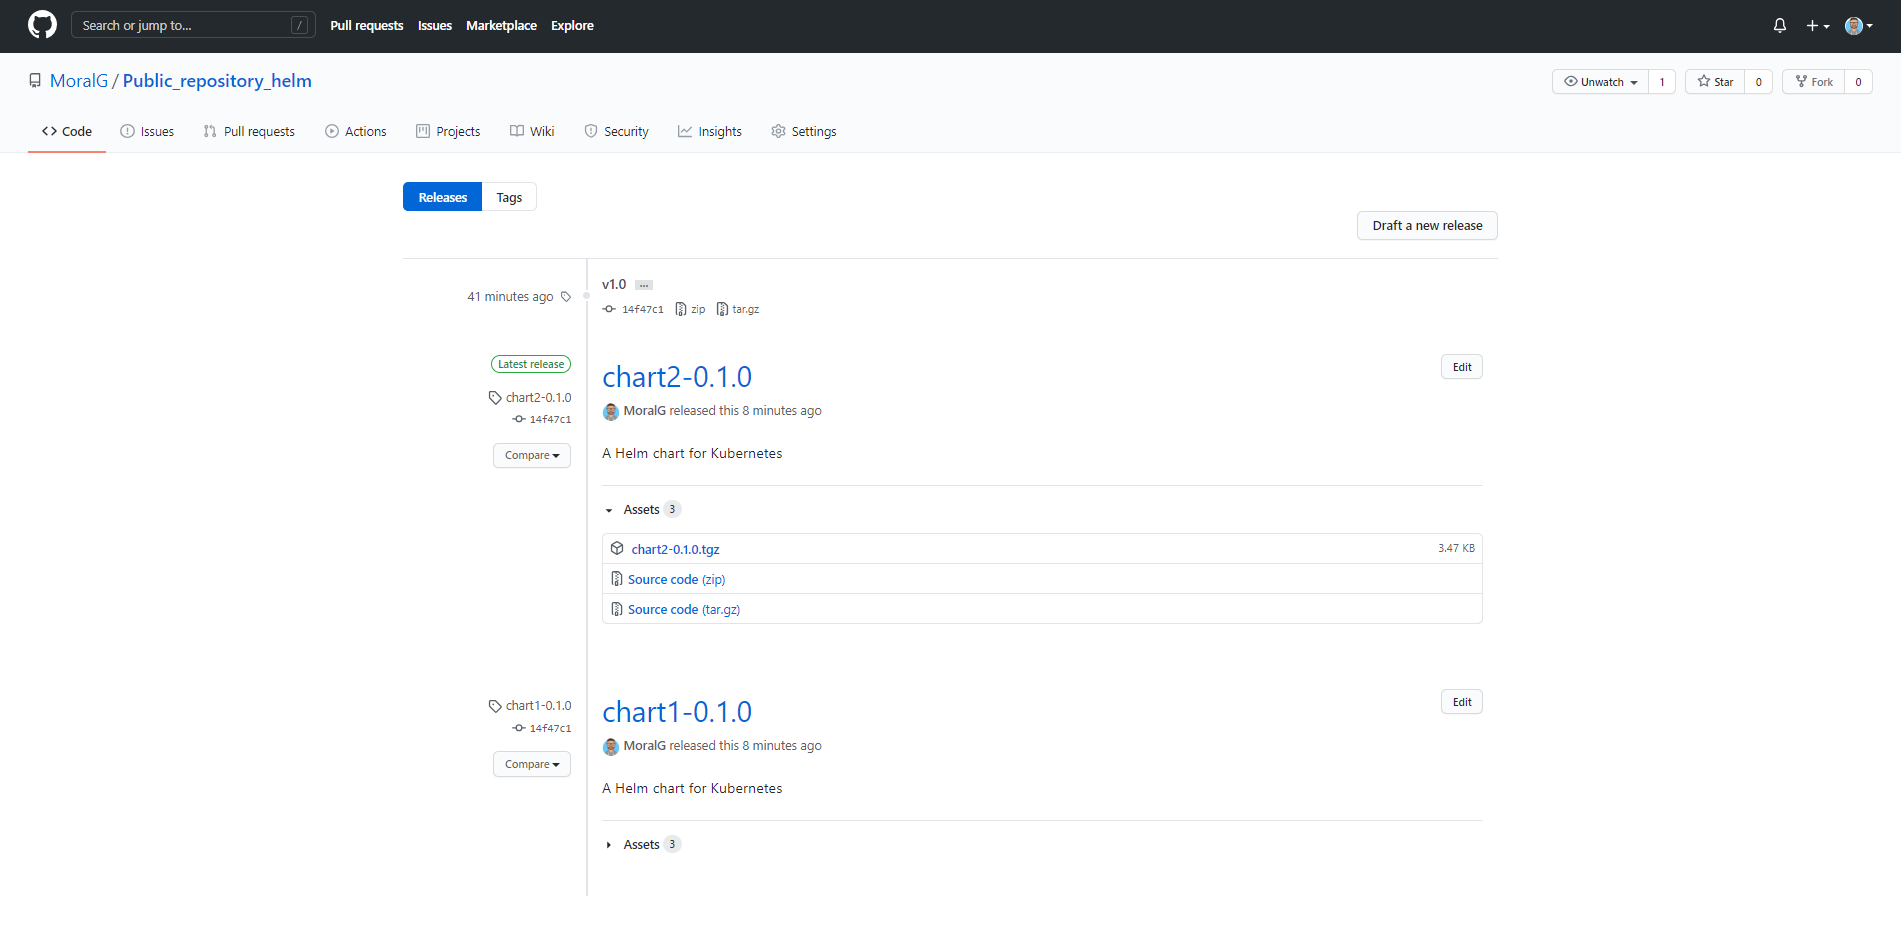 Search or jump to... / Pull requests Issues Marketplace Explore
MoralG / Public_repository_helm Unwatch 1 Star 0 Fork 0
Code Issues Pull requests Actions Projects Wiki Security Insights Settings
Releases Tags
Draft a new release
v1.0 ...
41 minutes ago
14f47c1 zip tar.gz
Latest release
chart2-0.1.0 Edit
chart2-0.1.0
MoralG released this 8 minutes ago
14f47c1
Compare
A Helm chart for Kubernetes
Assets 3
chart2-0.1.0.tgz 3.47 KB
Source code (zip)
Source code (tar.gz)
chart1-0.1.0
chart1-0.1.0 Edit
14f47c1
MoralG released this 8 minutes ago
Compare
A Helm chart for Kubernetes
Assets 3